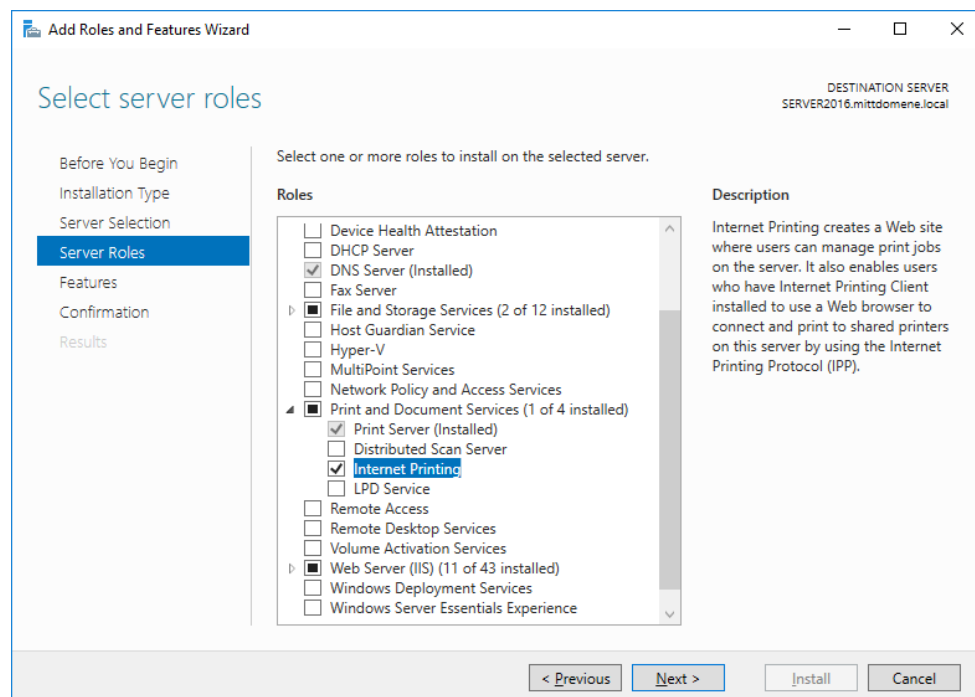 Add Roles and Features Wizard
Select server roles
DESTINATION SERVER
SERVER2016.mittdomene.local
Before You Begin
Installation Type
Server Selection
Server Roles
Features
Confirmation
Results
Select one or more roles to install on the selected server.
Roles
Device Health Attestation
DHCP Server
DNS Server (Installed)
Fax Server
File and Storage Services (2 of 12 installed)
Host Guardian Service
Hyper-V
MultiPoint Services
Network Policy and Access Services
Print and Document Services (1 of 4 installed)
Print Server (Installed)
Distributed Scan Server
Internet Printing
LPD Service
Remote Access
Remote Desktop Services
Volume Activation Services
Web Server (IIS) (11 of 43 installed)
Windows Deployment Services
Windows Server Essentials Experience
Description
Internet Printing creates a Web site
where users can manage print jobs
on the server. It also enables users
who have Internet Printing Client
installed to use a Web browser to
connect and print to shared printers
on this server by using the Internet
Printing Protocol (IPP).
< Previous
Next >
Install
Cancel